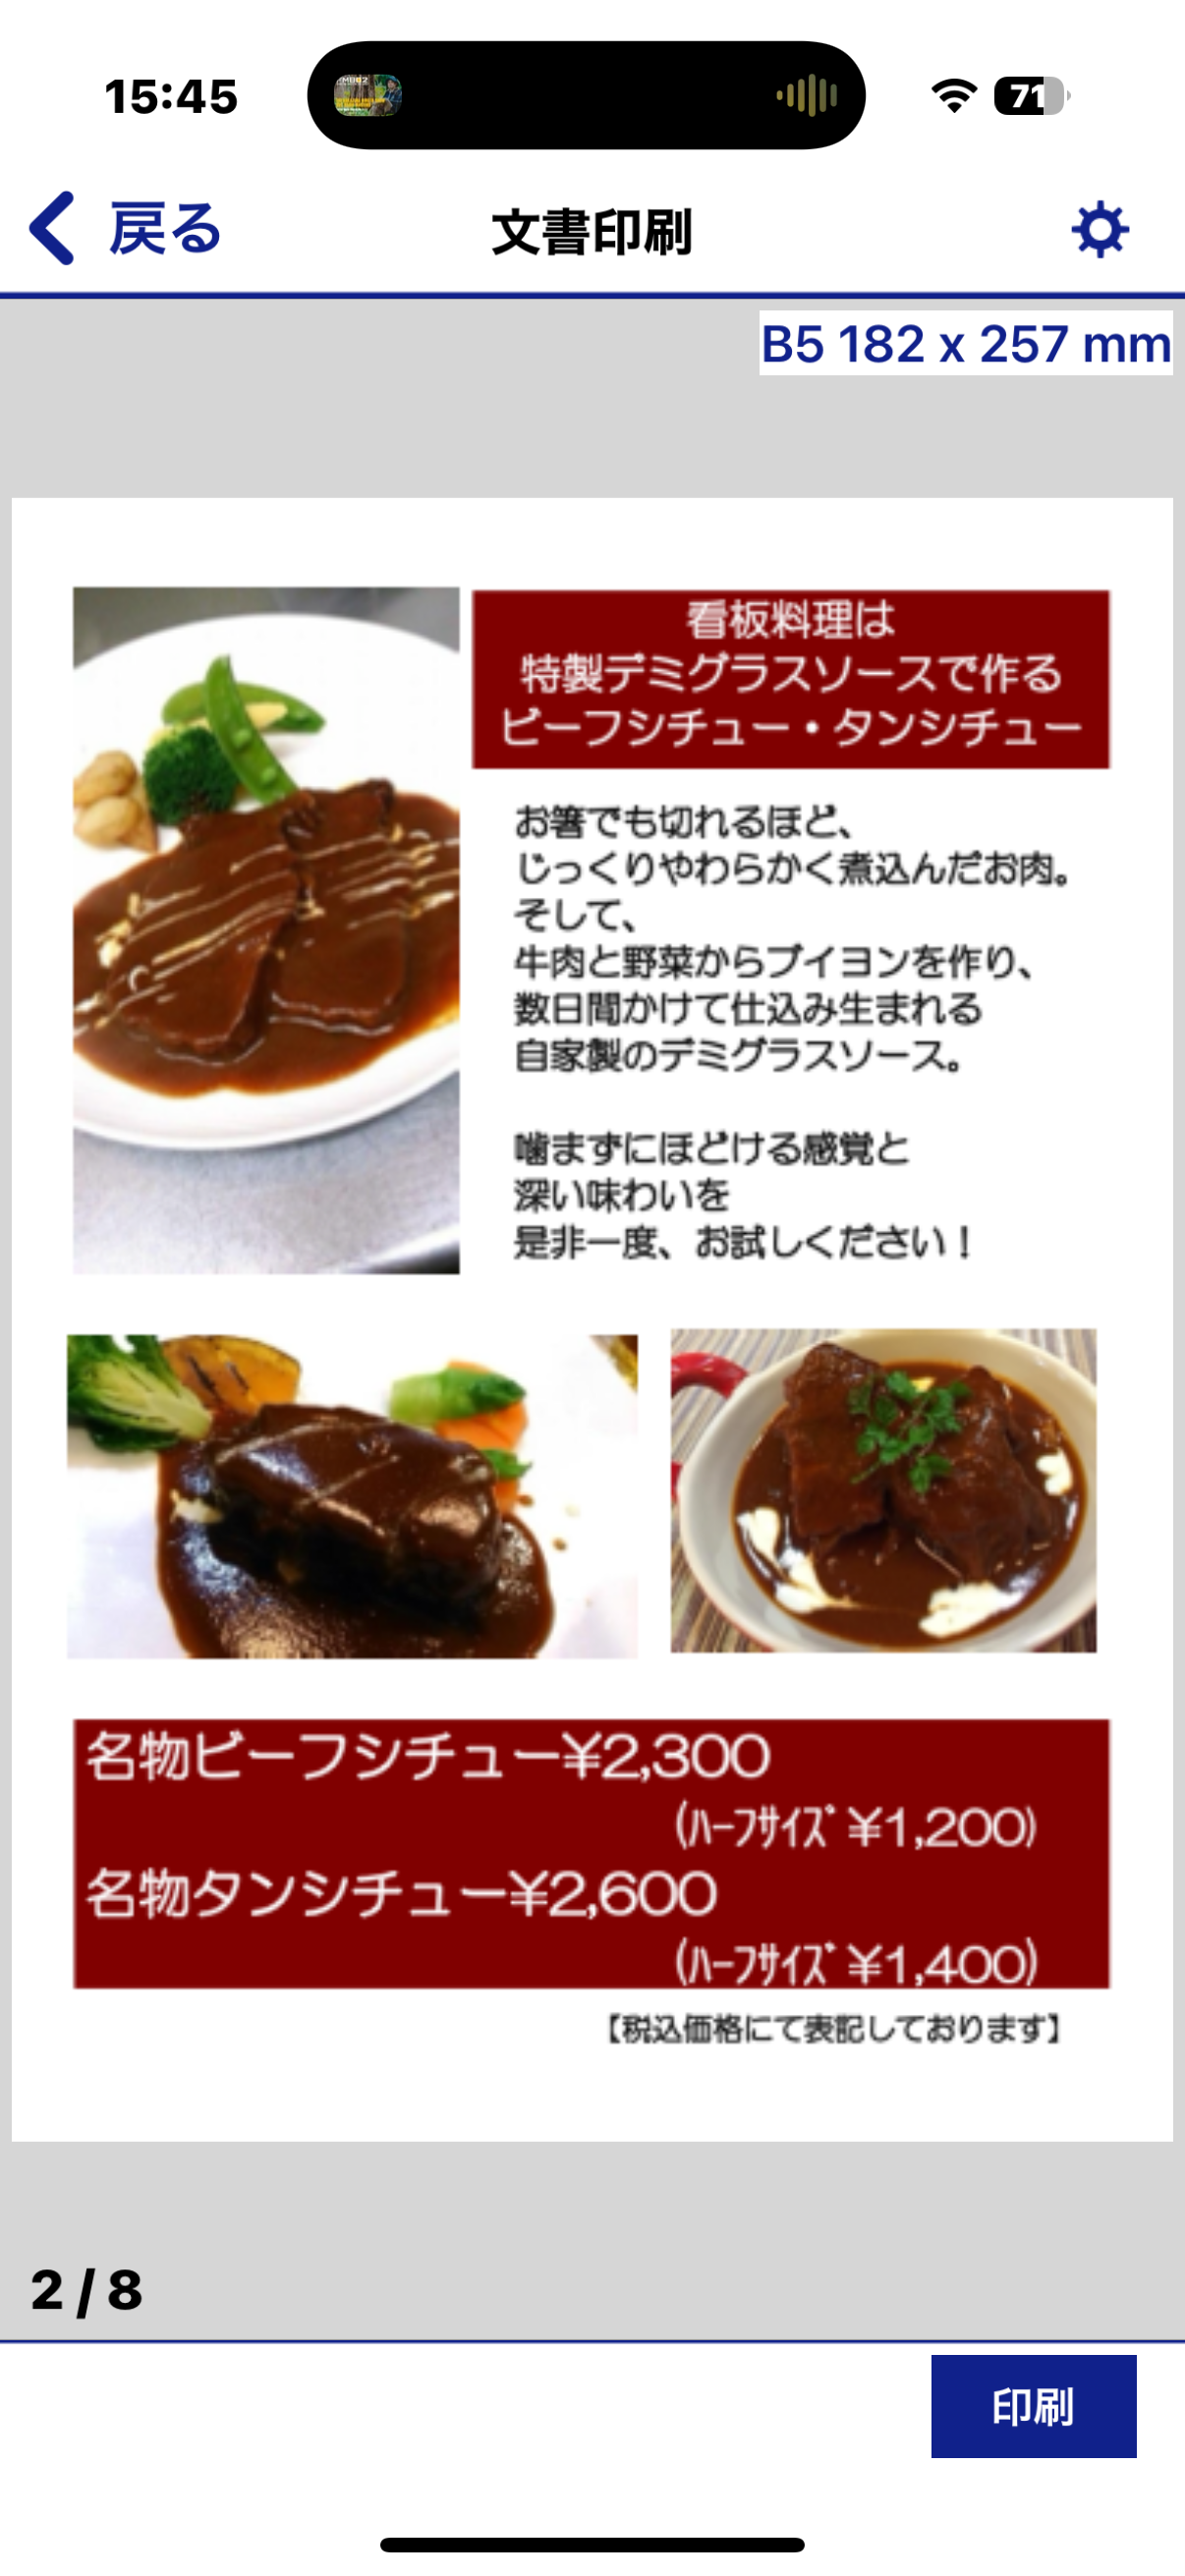 15:45
71
戻る
文書印刷
B5 182 x 257 mm
看板料理は
特製デミグラスソースで作る
ビーフシチュー・タンシチュー
お箸でも切れるほど、
じっくりやわらかく煮込んだお肉。
そして、
牛肉と野菜からブイヨンを作り、
数日間かけて仕込み生まれる
自家製のデミグラスソース。
噛まずにほどける感覚と
深い味わいを
是非一度、お試しください！
名物ビーフシチュー¥2,300
(ﾊｰﾌｻｲｽﾞ¥1,200)
名物タンシチュー¥2,600
(ﾊｰﾌｻｲｽﾞ¥1,400)
【税込価格にて表記しております】
2 / 8
印刷